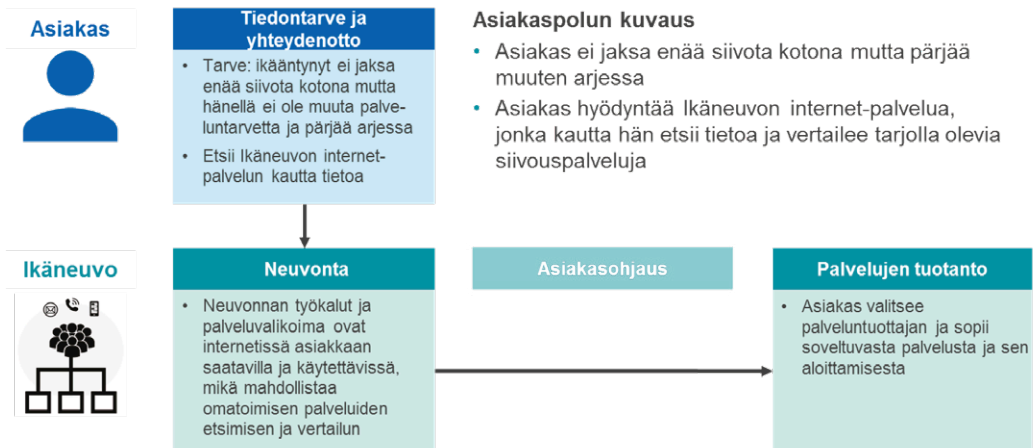 Asiakas
Tiedontarve ja
yhteydenotto
• Tarve: ikääntynyt ei jaksa
enää siivota kotona mutta
hänellä ei ole muuta palve-
luntarvetta ja pärjää arjessa
• Etsii Ikäneuvon internet-
palvelun kautta tietoa
Asiakaspolun kuvaus
• Asiakas ei jaksa enää siivota kotona mutta pärjää
muuten arjessa
• Asiakas hyödyntää Ikäneuvon internet-palvelua,
jonka kautta hän etsii tietoa ja vertailee tarjolla olevia
siivouspalveluja
Ikäneuvo
Neuvonta
• Neuvonnan työkalut ja
palveluvalikoima ovat
internetissä asiakkaan
saatavilla ja käytettävissä,
mikä mahdollistaa
omatoimisen palveluiden
etsimisen ja vertailun
Asiakasohjaus
Palvelujen tuotanto
• Asiakas valitsee
palveluntuottajan ja sopii
soveltuvasta palvelusta ja sen
aloittamisesta